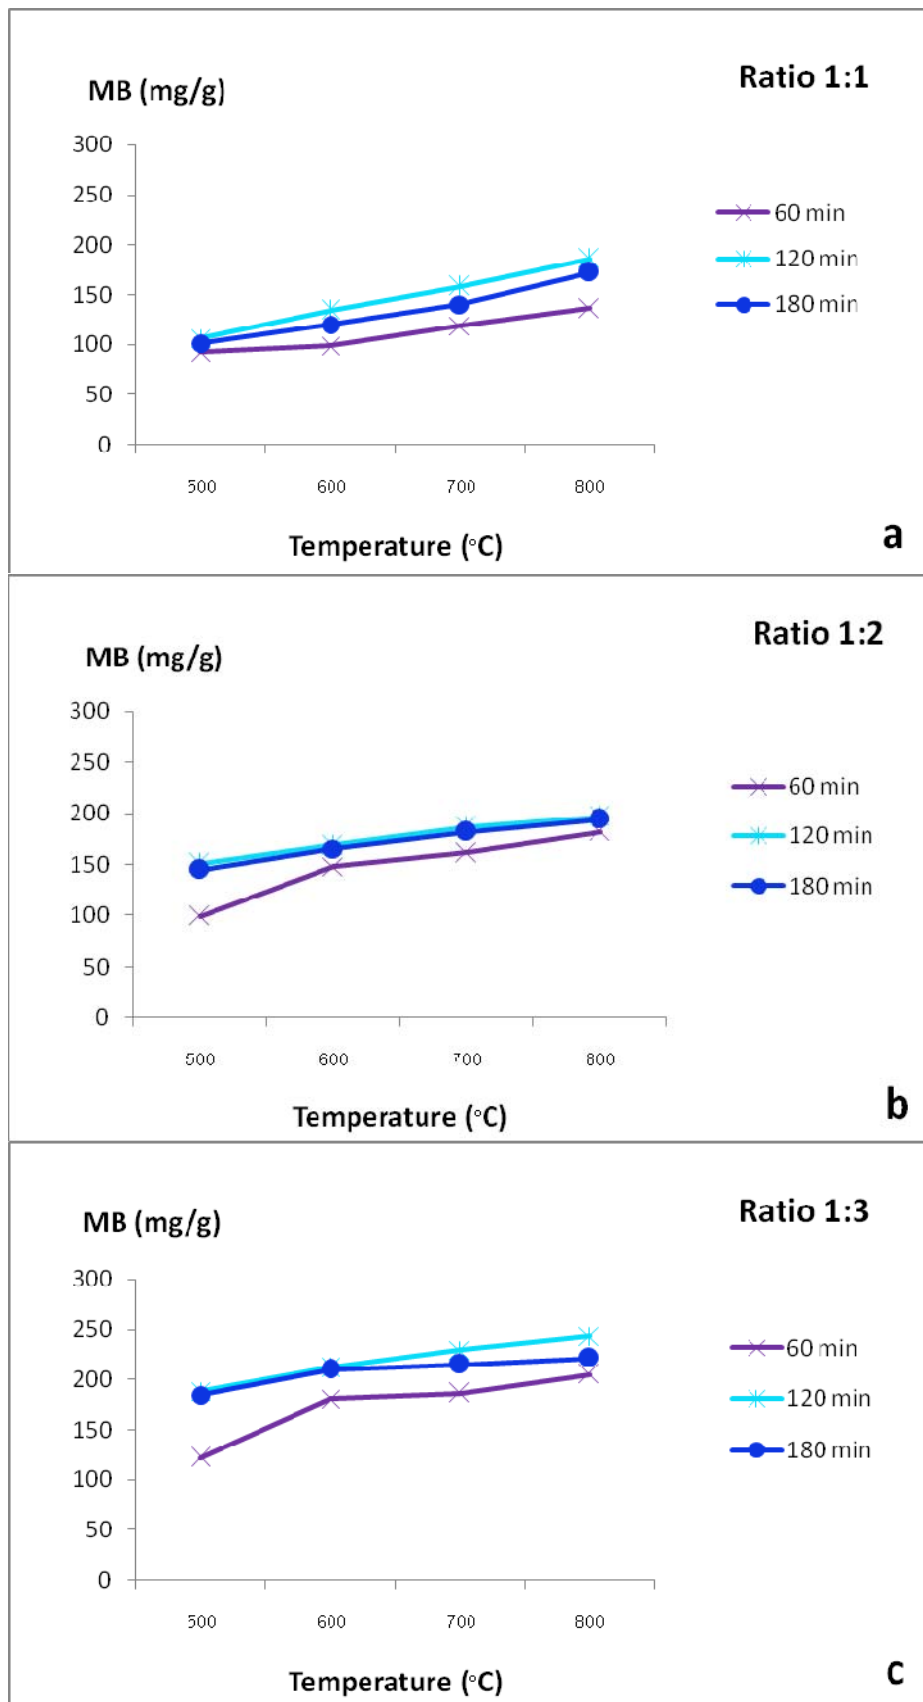 Ratio 1:1
MB (mg/g)
300
250
200
150
100
50
0
500 600 700 800
Temperature (°C)
60 min
120 min
180 min
a
Ratio 1:2
MB (mg/g)
300
250
200
150
100
50
0
500 600 700 800
Temperature (°C)
60 min
120 min
180 min
b
Ratio 1:3
MB (mg/g)
300
250
200
150
100
50
0
500 600 700 800
Temperature (°C)
60 min
120 min
180 min
c